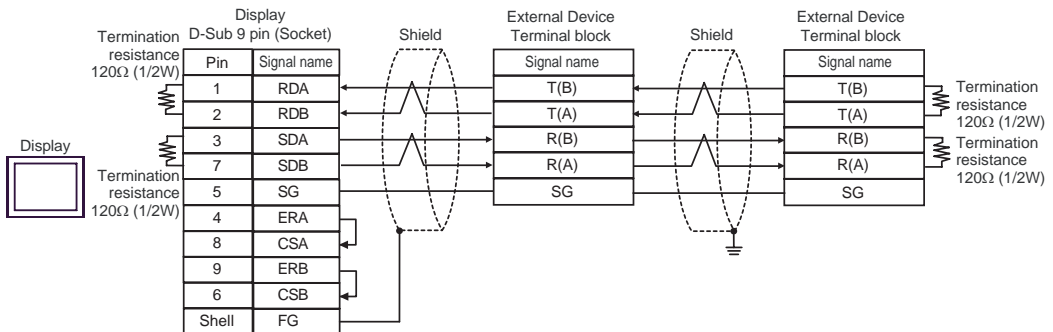 Display
D-Sub 9 pin (Socket)
Shield
External Device
Terminal block
Shield
External Device
Terminal block
Termination
resistance
120Ω (1/2W)
Pin Signal name
Signal name
Signal name
1 RDA
T(B)
T(B)
2 RDB
T(A)
T(A)
3 SDA
R(B)
R(B)
7 SDB
R(A)
R(A)
5 SG
SG
SG
4 ERA
8 CSA
9 ERB
6 CSB
Shell FG
Termination
resistance
120Ω (1/2W)
Termination
resistance
120Ω (1/2W)
Display
Termination
resistance
120Ω (1/2W)